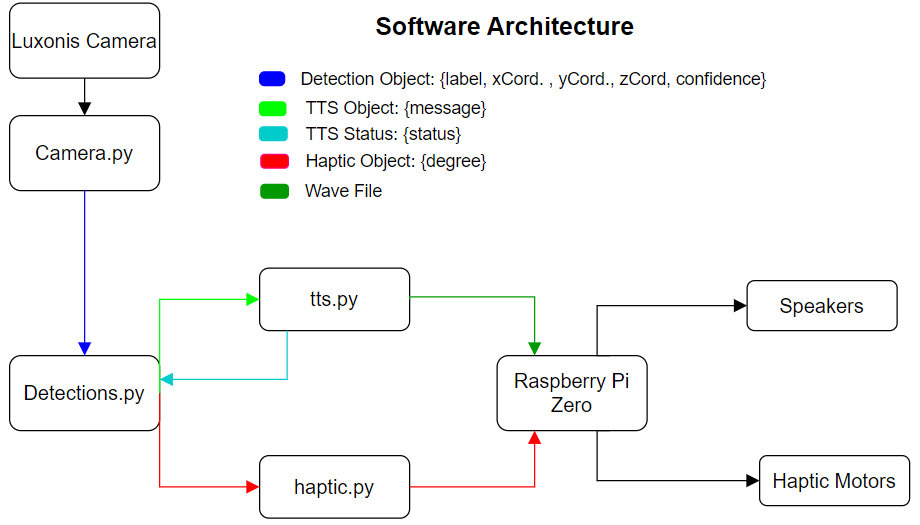 Software Architecture
Luxonis Camera
Detection Object: {label, xCord. , yCord., zCord, confidence}
TTS Object: {message}
TTS Status: {status}
Haptic Object: {degree}
Wave File
Camera.py
tts.py
Speakers
Detections.py
Raspberry Pi
Zero
haptic.py
Haptic Motors